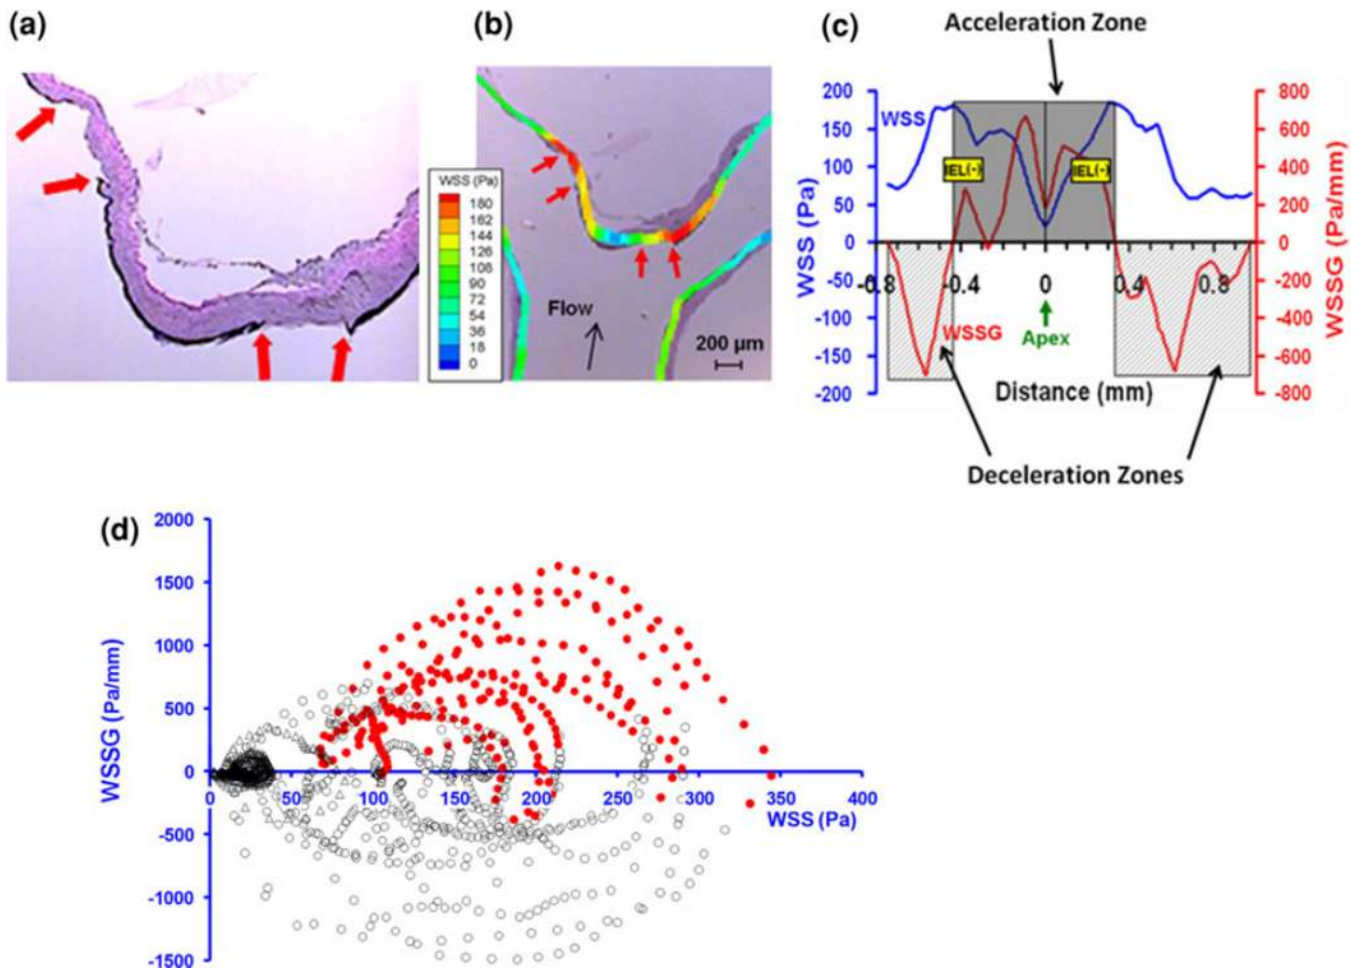 (a)
(b)
WSS (Pa)
180
162
144
126
108
90
72
54
36
18
0
Flow
200 μm
(c)
Acceleration Zone
WSS (Pa)
200
150
100
50
0
-50
-100
-150
-200
WSS
IEL(-)
IEL(-)
-0.8
-0.4
0
0.4
0.8
WSSG
Apex
Distance (mm)
800
600
400
200
0
-200
-400
-600
-800
WSSG (Pa/mm)
Deceleration Zones
(d)
WSSG (Pa/mm)
2000
1500
1000
500
0
-500
-1000
-1500
0 50 100 150 200 250 300 350 400
WSS (Pa)